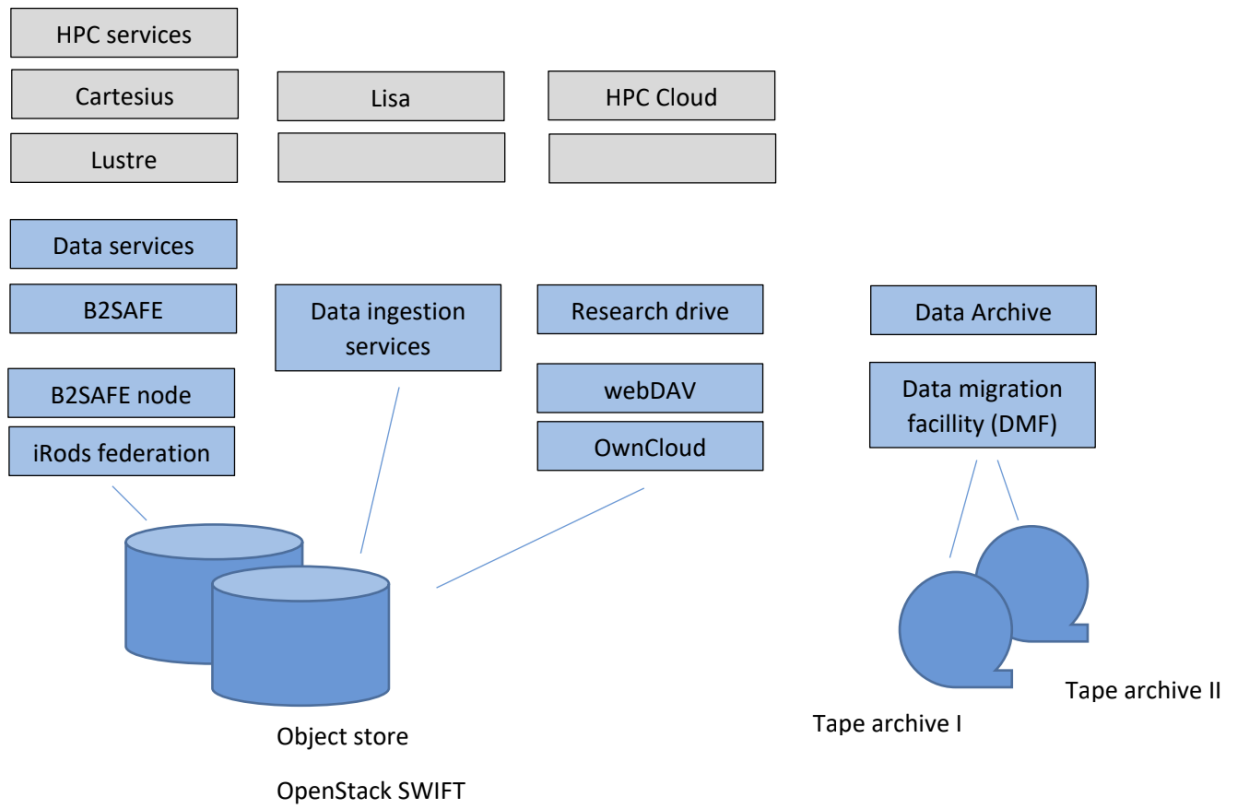 HPC services
Cartesius
Lisa
HPC Cloud
Lustre
Data services
B2SAFE
Data ingestion
services
Research drive
Data Archive
B2SAFE node
webDAV
Data migration
facillity (DMF)
iRods federation
OwnCloud
Object store
OpenStack SWIFT
Tape archive I
Tape archive II